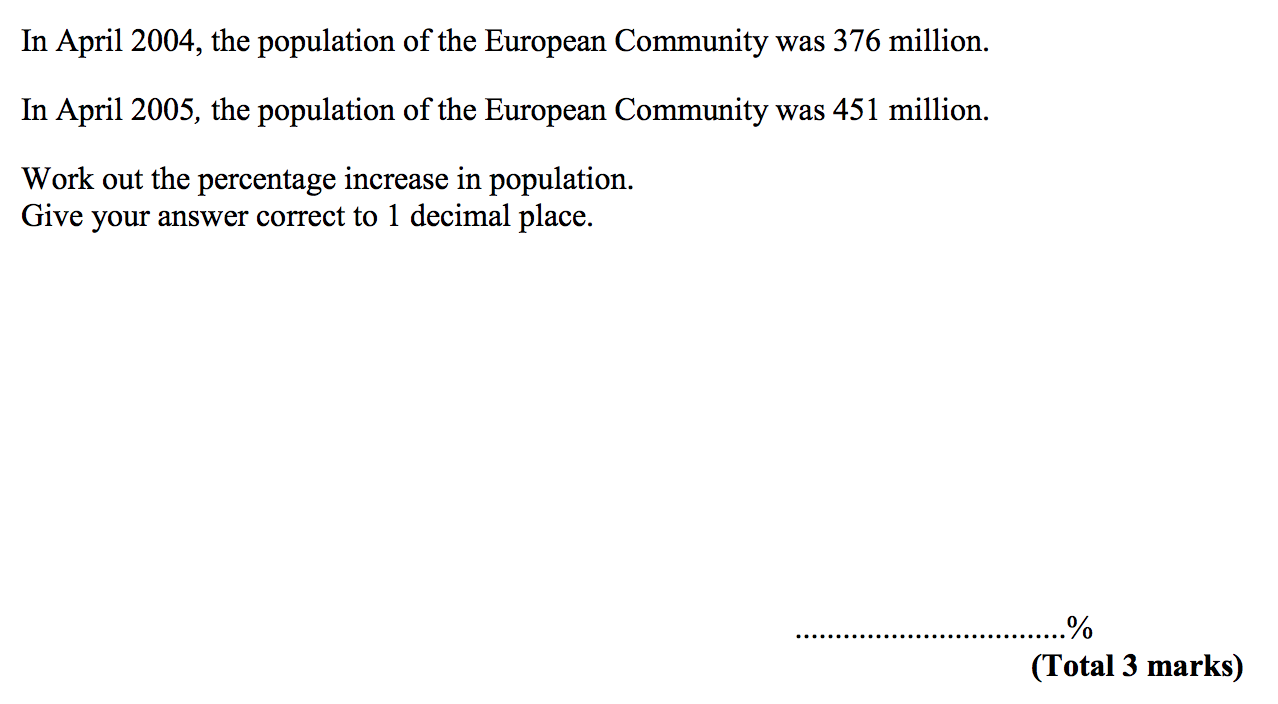 In April 2004, the population of the European Community was 376 million.
In April 2005, the population of the European Community was 451 million.
Work out the percentage increase in population.
Give your answer correct to 1 decimal place.
..................................%
(Total 3 marks)